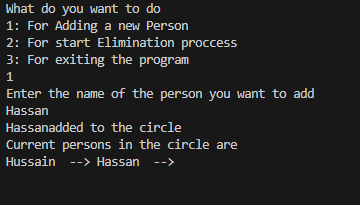 What do you want to do
1: For Adding a new Person
2: For start Elimination proccess
3: For exiting the program
1
Enter the name of the person you want to add
Hassan
Hassanadded to the circle
Current persons in the circle are
Hussain  --> Hassan  -->